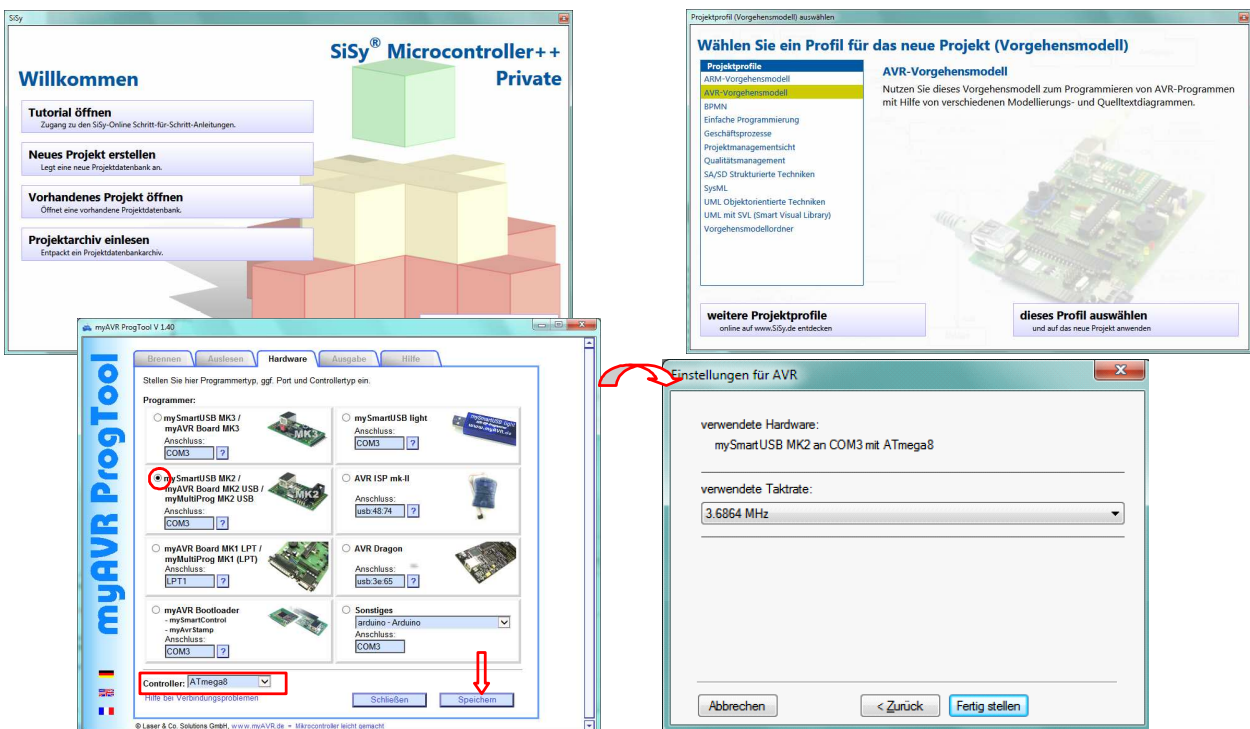 SiSy
SiSy® Microcontroller++
Private
Willkommen
Tutorial öffnen
Zugang zu den SiSy-Online Schritt-für-Schritt-Anleitungen.
Neues Projekt erstellen
Legt eine neue Projektdatenbank an.
Vorhandenes Projekt öffnen
Öffnet eine vorhandene Projektdatenbank.
Projektarchiv einlesen
Entpackt ein Projektdatenbankarchiv.
Projektprofil (Vorgehensmodell) auswählen
Wählen Sie ein Profil für das neue Projekt (Vorgehensmodell)
Projektprofile
ARM-Vorgehensmodell
AVR-Vorgehensmodell
BPMN
Einfache Programmierung
Geschäftsprozesse
Projektmanagementsicht
Qualitätsmanagement
SA/SD Strukturierte Techniken
SysML
UML Objektorientierte Techniken
UML mit SVL (Smart Visual Library)
Vorgehensmodellordner
AVR-Vorgehensmodell
Nutzen Sie dieses Vorgehensmodell zum Programmieren von AVR-Programmen
mit Hilfe von verschiedenen Modellierungs- und Quelltextdiagrammen.
weitere Projektprofile
online auf www.SiSy.de entdecken
dieses Profil auswählen
und auf das neue Projekt anwenden
myAVR ProgTool V 1.40
myAVR ProgTool
Brennen Auslesen Hardware Ausgabe Hilfe
Stellen Sie hier Programmertyp, ggf. Port und Controllertyp ein.
Programmer:
mySmartUSB MK3 /
myAVR Board MK3
Anschluss:
COM3 ?
MK3
mySmartUSB light
Anschluss:
COM3 ?
mySmartUSB light
www.myAVR.de
mySmartUSB MK2 /
myAVR Board MK2 USB /
myMultiProg MK2 USB
Anschluss:
COM3 ?
MK2
AVR ISP mk-II
Anschluss:
usb:48:74 ?
myAVR Board MK1 LPT /
myMultiProg MK1 (LPT)
Anschluss:
LPT1 ?
AVR Dragon
Anschluss:
usb:3e:65 ?
myAVR Bootloader
- mySmartControl
- myAvrStamp
Anschluss:
COM3 ?
Sonstiges
arduino - Arduino
Anschluss:
COM3
Controller: ATmega8
Hilfe bei Verbindungsproblemen
Schließen Speichern
© Laser & Co. Solutions GmbH, www.myAVR.de = Mikrocontroller leicht gemacht
Einstellungen für AVR
verwendete Hardware:
mySmartUSB MK2 an COM3 mit ATmega8
verwendete Taktrate:
3.6864 MHz
Abbrechen < Zurück Fertig stellen